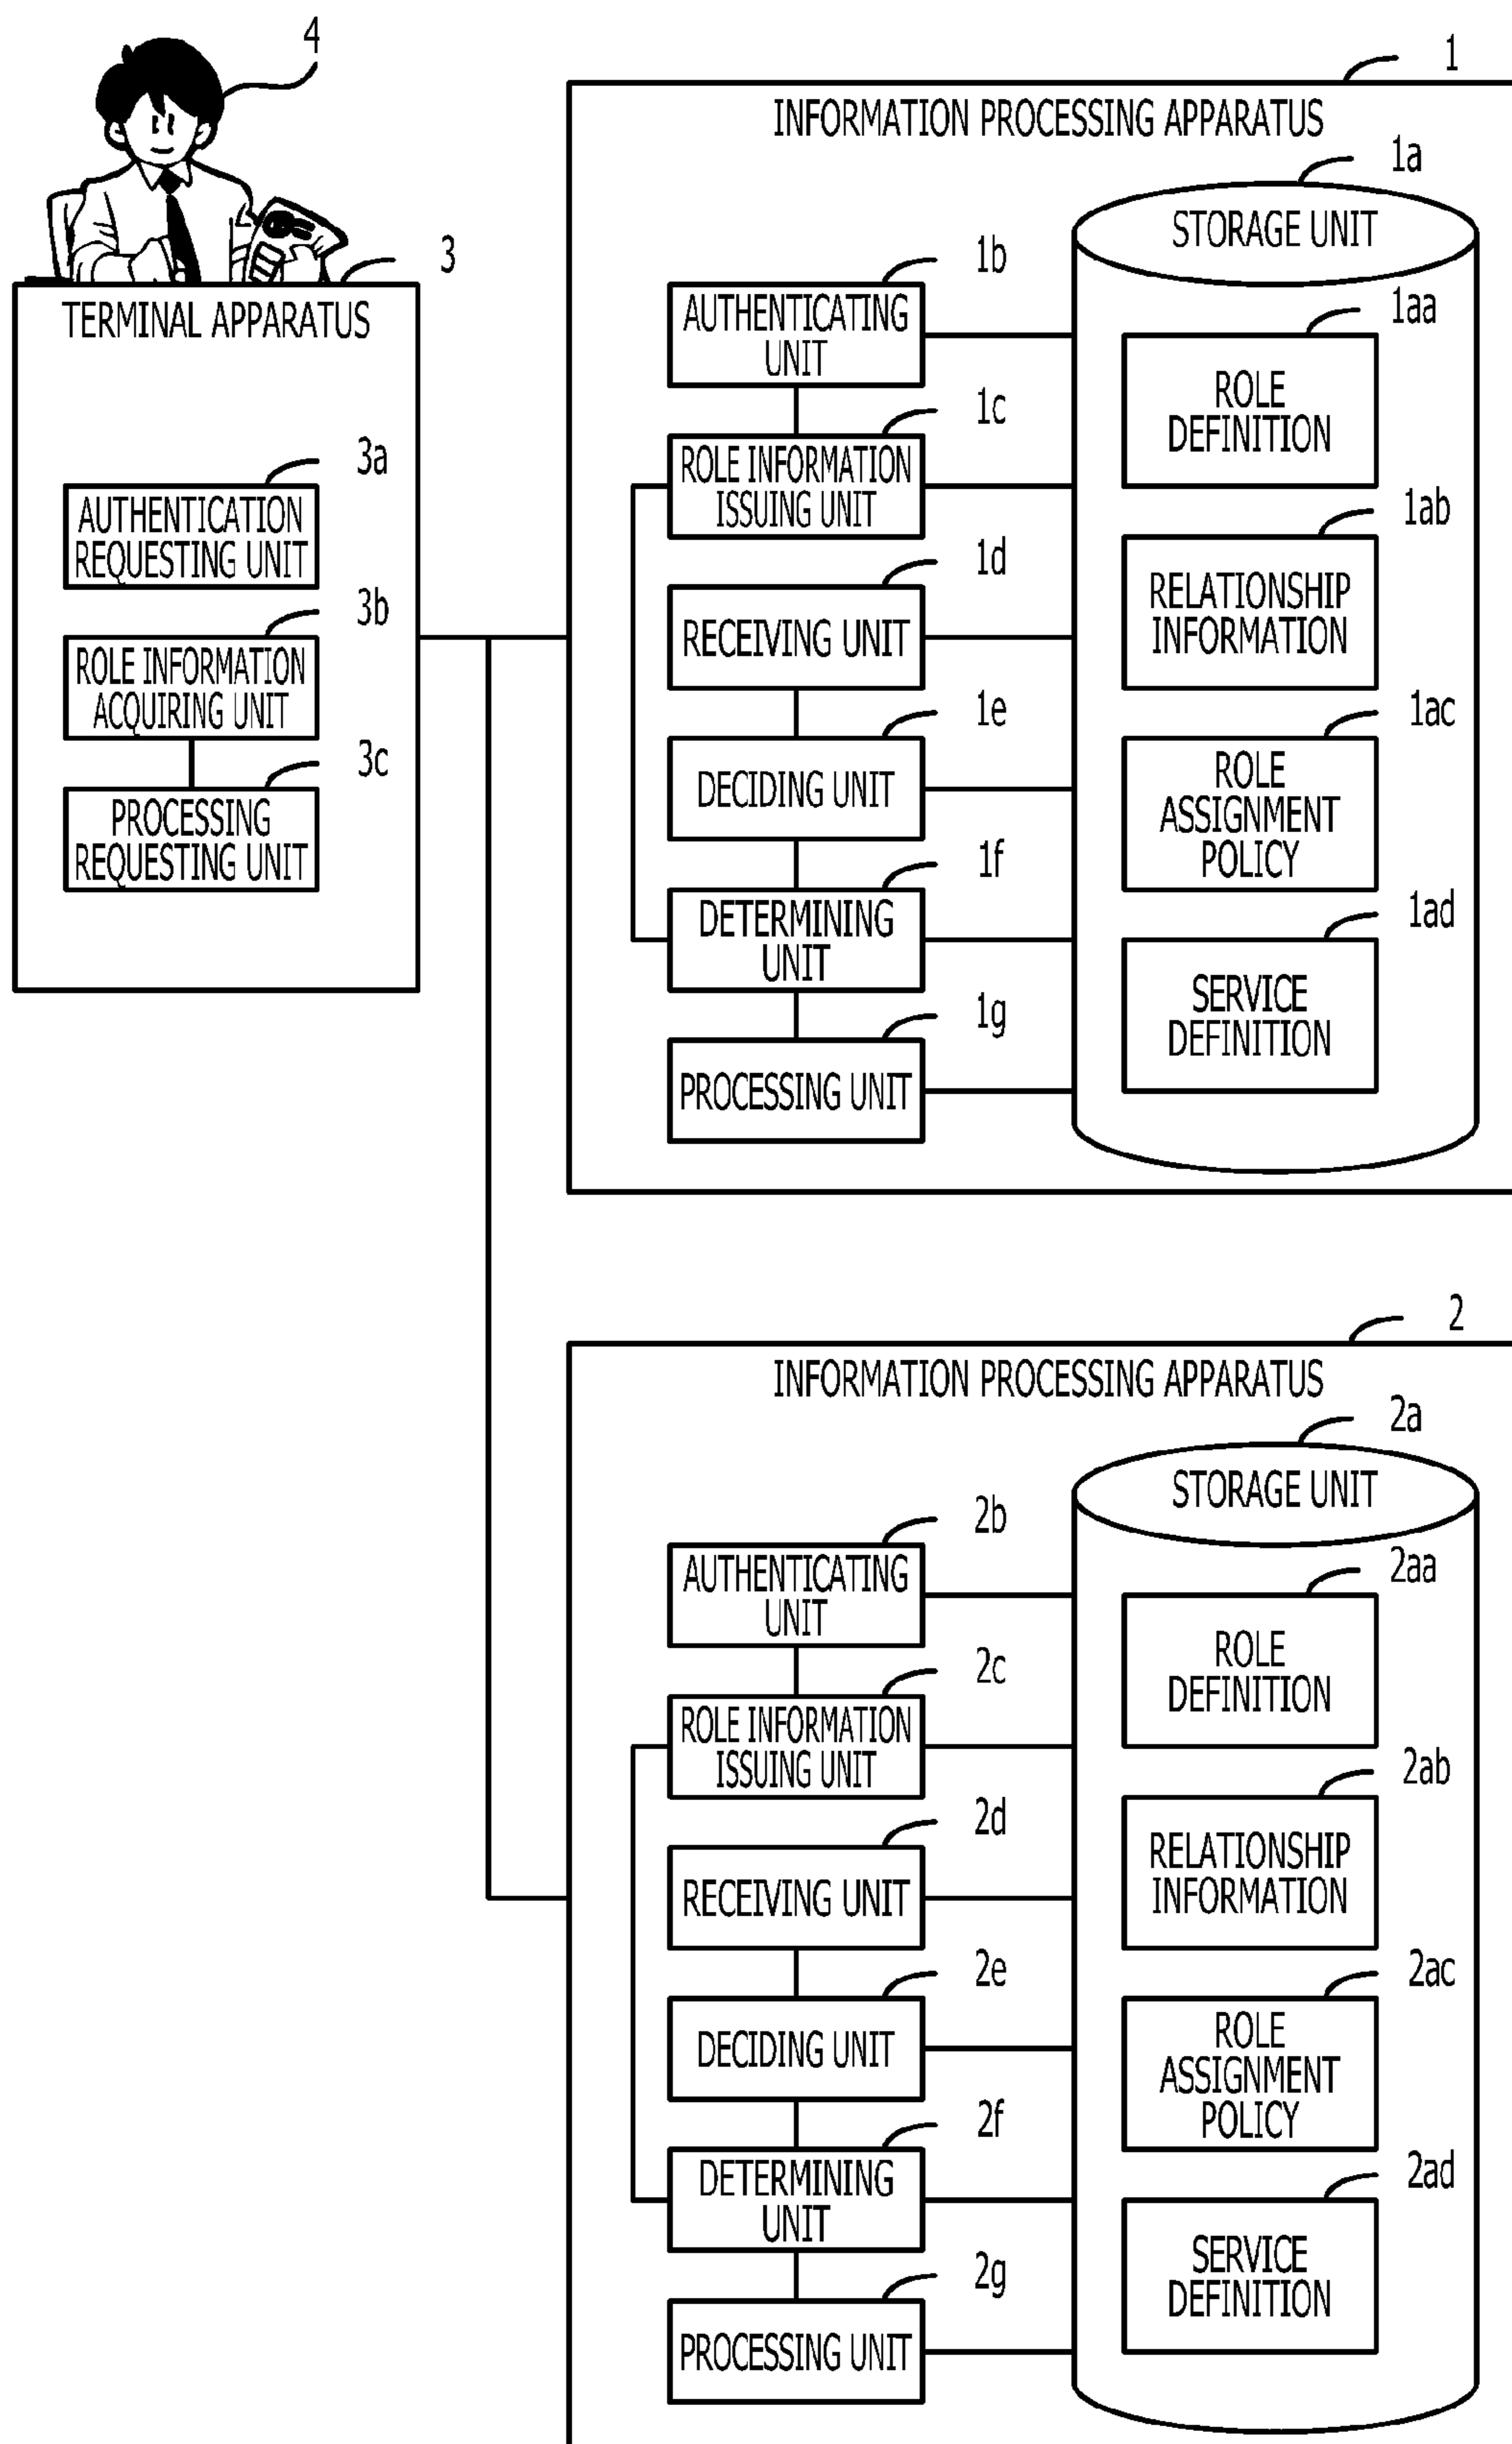 4
3
TERMINAL APPARATUS
3a
AUTHENTICATION
REQUESTING UNIT
3b
ROLE INFORMATION
ACQUIRING UNIT
3c
PROCESSING
REQUESTING UNIT
1
INFORMATION PROCESSING APPARATUS
1a
STORAGE UNIT
1b
AUTHENTICATING
UNIT
1c
ROLE INFORMATION
ISSUING UNIT
1d
RECEIVING UNIT
1e
DECIDING UNIT
1f
DETERMINING
UNIT
1g
PROCESSING UNIT
1aa
ROLE
DEFINITION
1ab
RELATIONSHIP
INFORMATION
1ac
ROLE
ASSIGNMENT
POLICY
1ad
SERVICE
DEFINITION
2
INFORMATION PROCESSING APPARATUS
2a
STORAGE UNIT
2b
AUTHENTICATING
UNIT
2c
ROLE INFORMATION
ISSUING UNIT
2d
RECEIVING UNIT
2e
DECIDING UNIT
2f
DETERMINING
UNIT
2g
PROCESSING UNIT
2aa
ROLE
DEFINITION
2ab
RELATIONSHIP
INFORMATION
2ac
ROLE
ASSIGNMENT
POLICY
2ad
SERVICE
DEFINITION